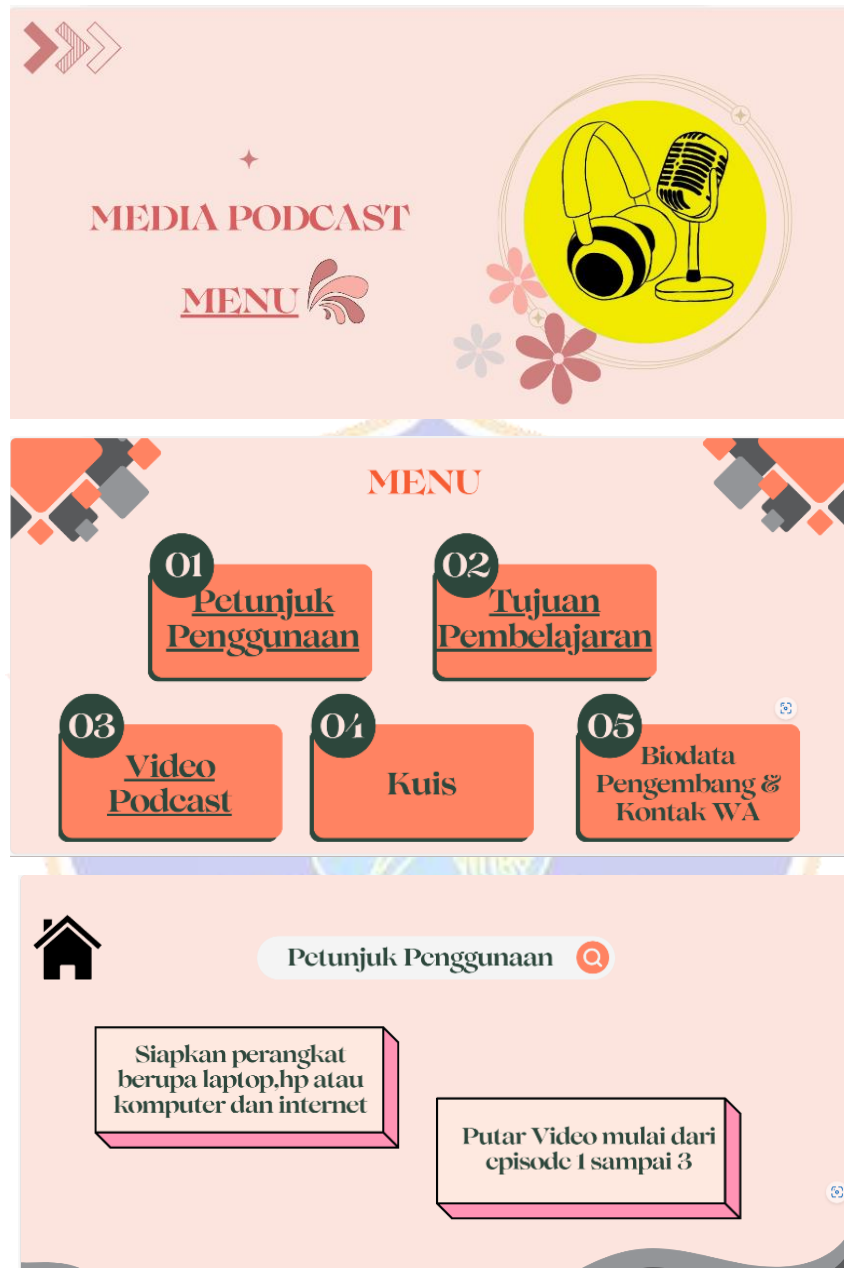 MEDIA PODCAST
MENU
MENU
01
Petunjuk
Penggunaan
02
Tujuan
Pembelajaran
03
Video
Podcast
04
Kuis
05
Biodata
Pengembang &
Kontak WA
Petunjuk Penggunaan
Siapkan perangkat
berupa laptop,hp atau
komputer dan internet
Putar Video mulai dari
episode 1 sampai 3